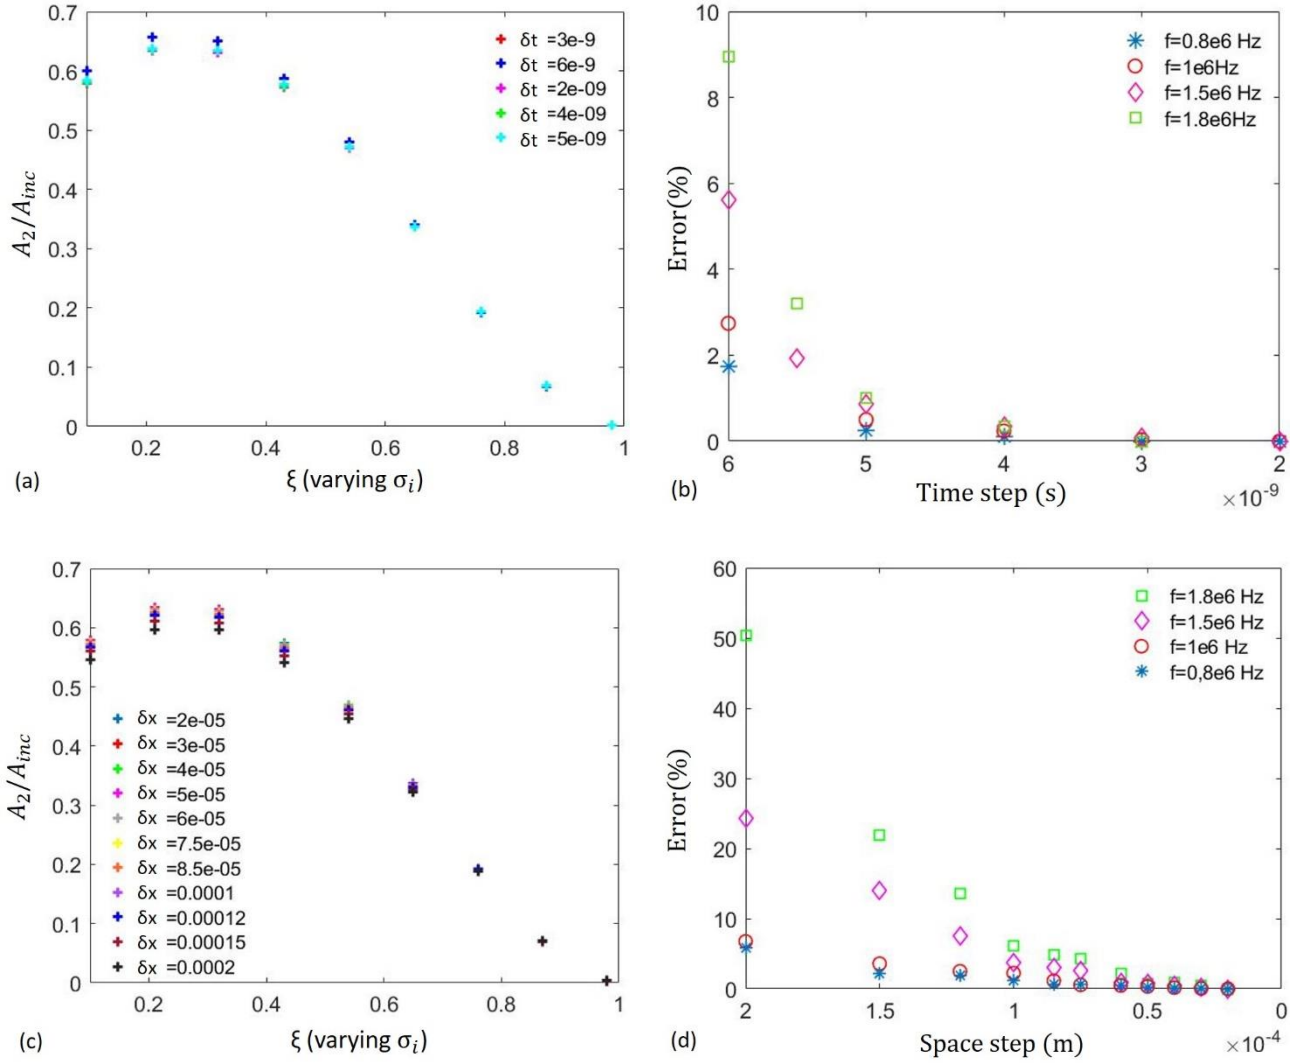 0.7
0.6
0.5
0.4
0.3
0.2
0.1
0
0.2
0.4
0.6
0.8
1
A₂/A_inc
ξ (varying σᵢ)
δt =3e-9
δt =6e-9
δt =2e-09
δt =4e-09
δt =5e-09
(a)
10
8
6
4
2
0
6
5
4
3
2
×10⁻⁹
Error(%)
Time step (s)
f=0.8e6 Hz
f=1e6Hz
f=1.5e6 Hz
f=1.8e6Hz
(b)
0.7
0.6
0.5
0.4
0.3
0.2
0.1
0
0.2
0.4
0.6
0.8
1
A₂/A_inc
ξ (varying σᵢ)
δx =2e-05
δx =3e-05
δx =4e-05
δx =5e-05
δx =6e-05
δx =7.5e-05
δx =8.5e-05
δx =0.0001
δx =0.00012
δx =0.00015
δx =0.0002
(c)
60
50
40
30
20
10
0
2
1.5
1
0.5
0
×10⁻⁴
Error(%)
Space step (m)
f=1.8e6 Hz
f=1.5e6 Hz
f=1e6 Hz
f=0,8e6 Hz
(d)